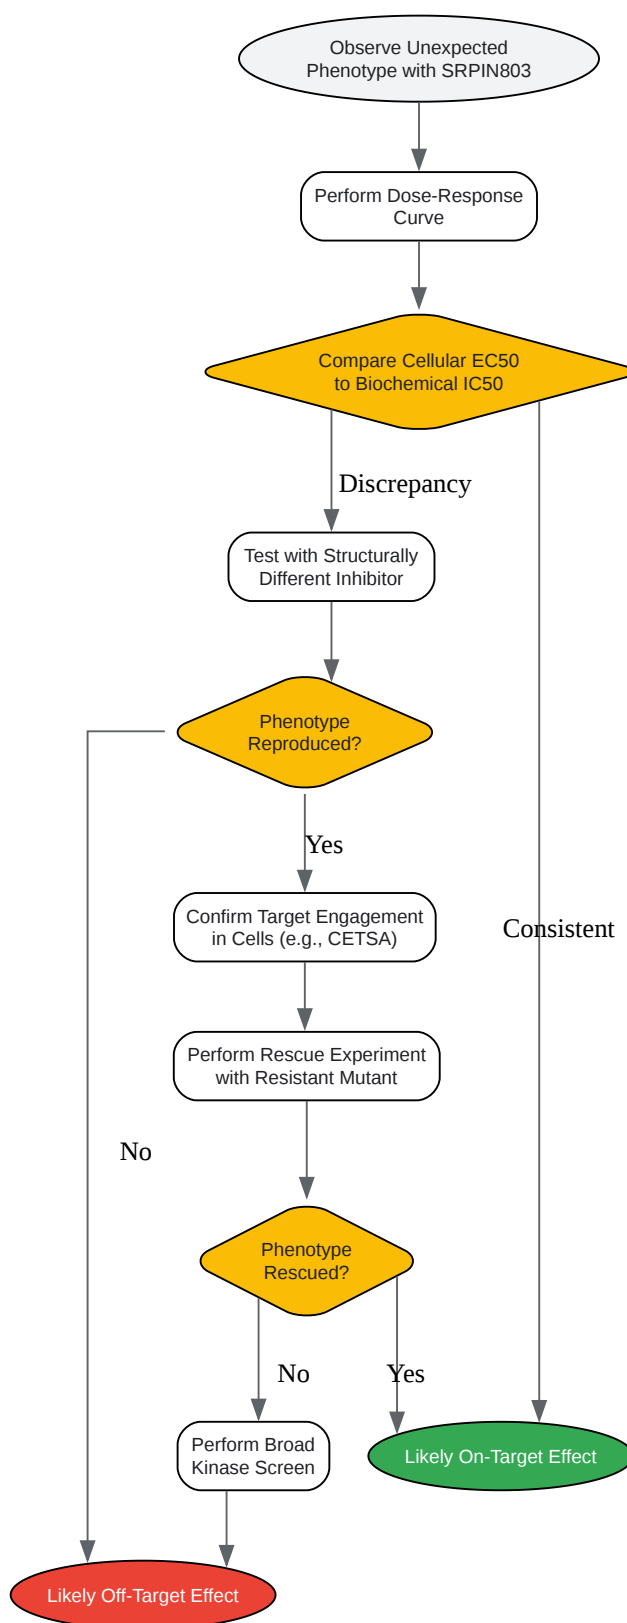 Observe Unexpected
Phenotype with SRPIN803
Perform Dose-Response
Curve
Compare Cellular EC50
to Biochemical IC50
Discrepancy
Test with Structurally
Different Inhibitor
Phenotype
Reproduced?
Yes
Confirm Target Engagement
in Cells (e.g., CETSA)
Consistent
Perform Rescue Experiment
with Resistant Mutant
No
Phenotype
Rescued?
No
Yes
Perform Broad
Kinase Screen
Likely On-Target Effect
Likely Off-Target Effect